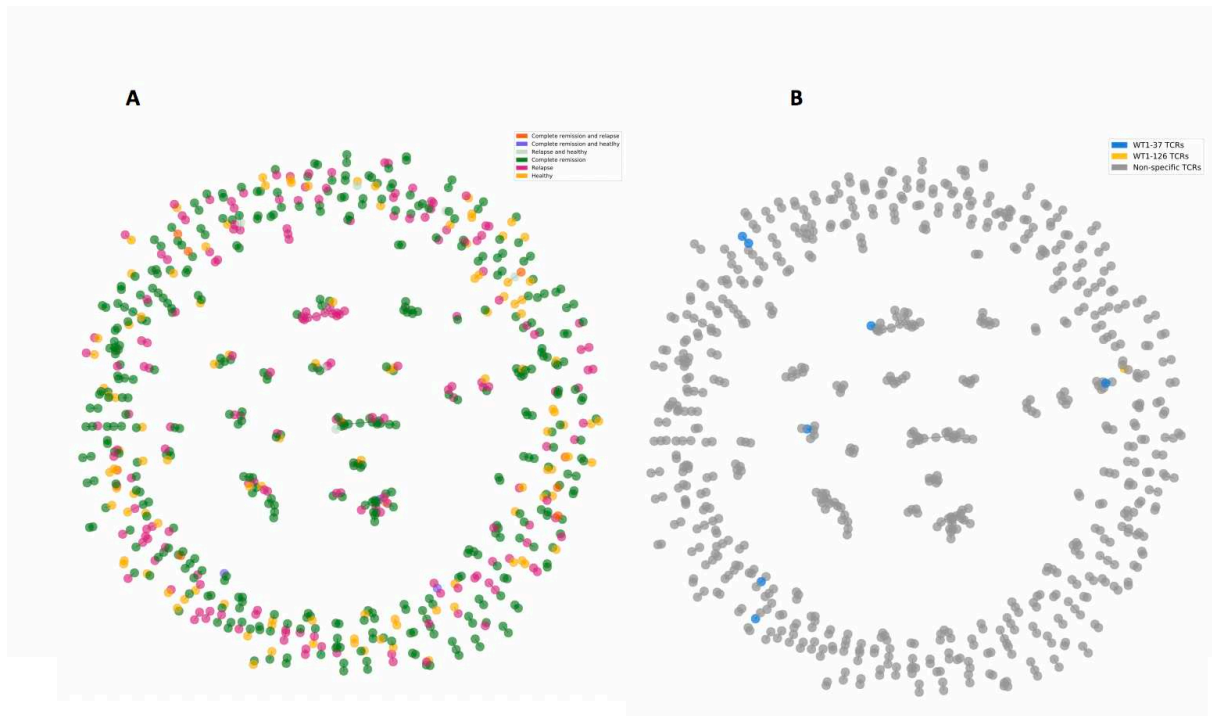 A
B
Complete remission and relapse
Complete remission and healthy
Relapse and healthy
Complete remission
Relapse
Healthy
WT1-37 TCRs
WT1-126 TCRs
Non-specific TCRs